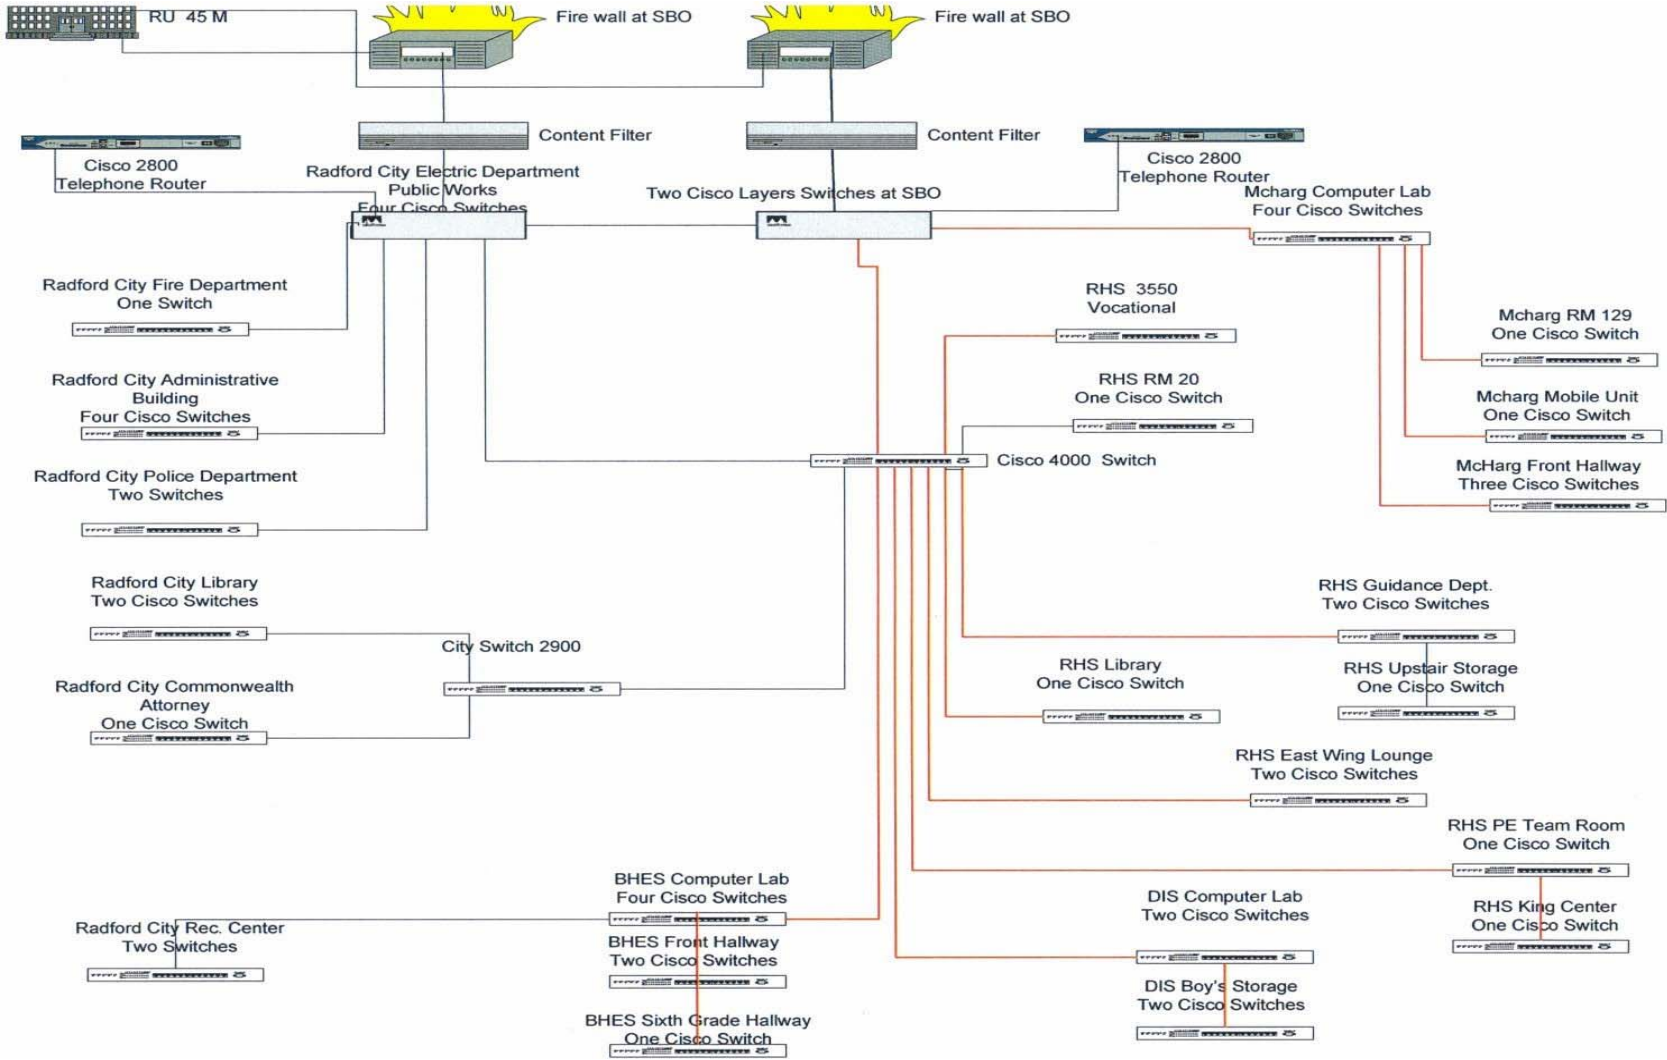 RU 45 M
Fire wall at SBO
Fire wall at SBO
Content Filter
Content Filter
Cisco 2800
Telephone Router
Radford City Electric Department
Public Works
Four Cisco Switches
Two Cisco Layers Switches at SBO
Cisco 2800
Telephone Router
Mcharg Computer Lab
Four Cisco Switches
Radford City Fire Department
One Switch
RHS 3550
Vocational
Mcharg RM 129
One Cisco Switch
Radford City Administrative
Building
Four Cisco Switches
RHS RM 20
One Cisco Switch
Mcharg Mobile Unit
One Cisco Switch
Radford City Police Department
Two Switches
Cisco 4000 Switch
McHarg Front Hallway
Three Cisco Switches
Radford City Library
Two Cisco Switches
RHS Guidance Dept.
Two Cisco Switches
City Switch 2900
Radford City Commonwealth
Attorney
One Cisco Switch
RHS Library
One Cisco Switch
RHS Upstair Storage
One Cisco Switch
RHS East Wing Lounge
Two Cisco Switches
RHS PE Team Room
One Cisco Switch
BHES Computer Lab
Four Cisco Switches
DIS Computer Lab
Two Cisco Switches
RHS King Center
One Cisco Switch
Radford City Rec. Center
Two Switches
BHES Front Hallway
Two Cisco Switches
DIS Boy's Storage
Two Cisco Switches
BHES Sixth Grade Hallway
One Cisco Switch